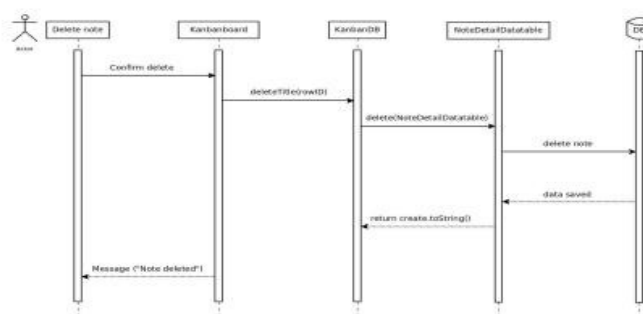 Delete note
Kanbanboard
KanbanDB
NoteDetailDatatable
DB
Actor
Confirm delete
deleteTitle(rowID)
delete(NoteDetailDatatable)
delete note
data saved
return create.toString()
Message ("Note deleted")